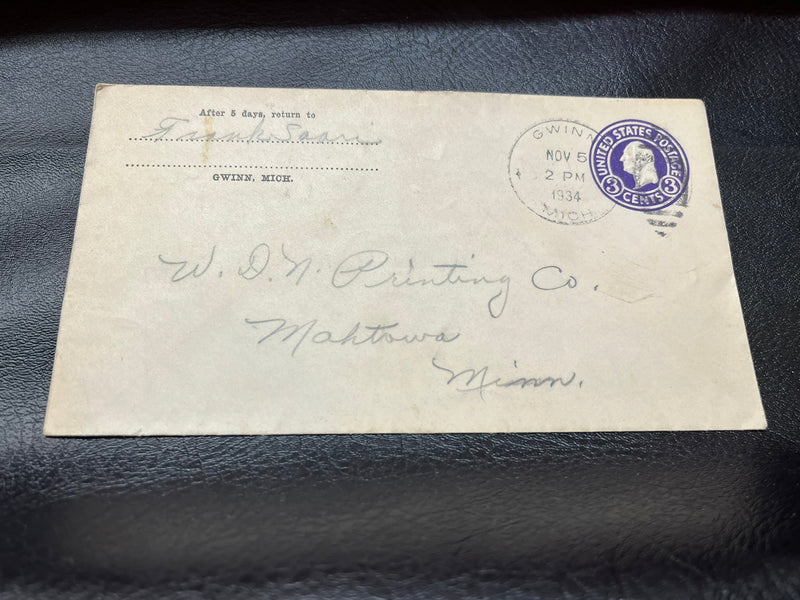 After 5 days, return to
Frank Saari
GWINN, MICH.
GWINN
NOV 5
2 PM
1934
MICH.
UNITED STATES POSTAGE
3 3
CENTS
W. D. N. Printing Co.
Mahtowa
Minn.